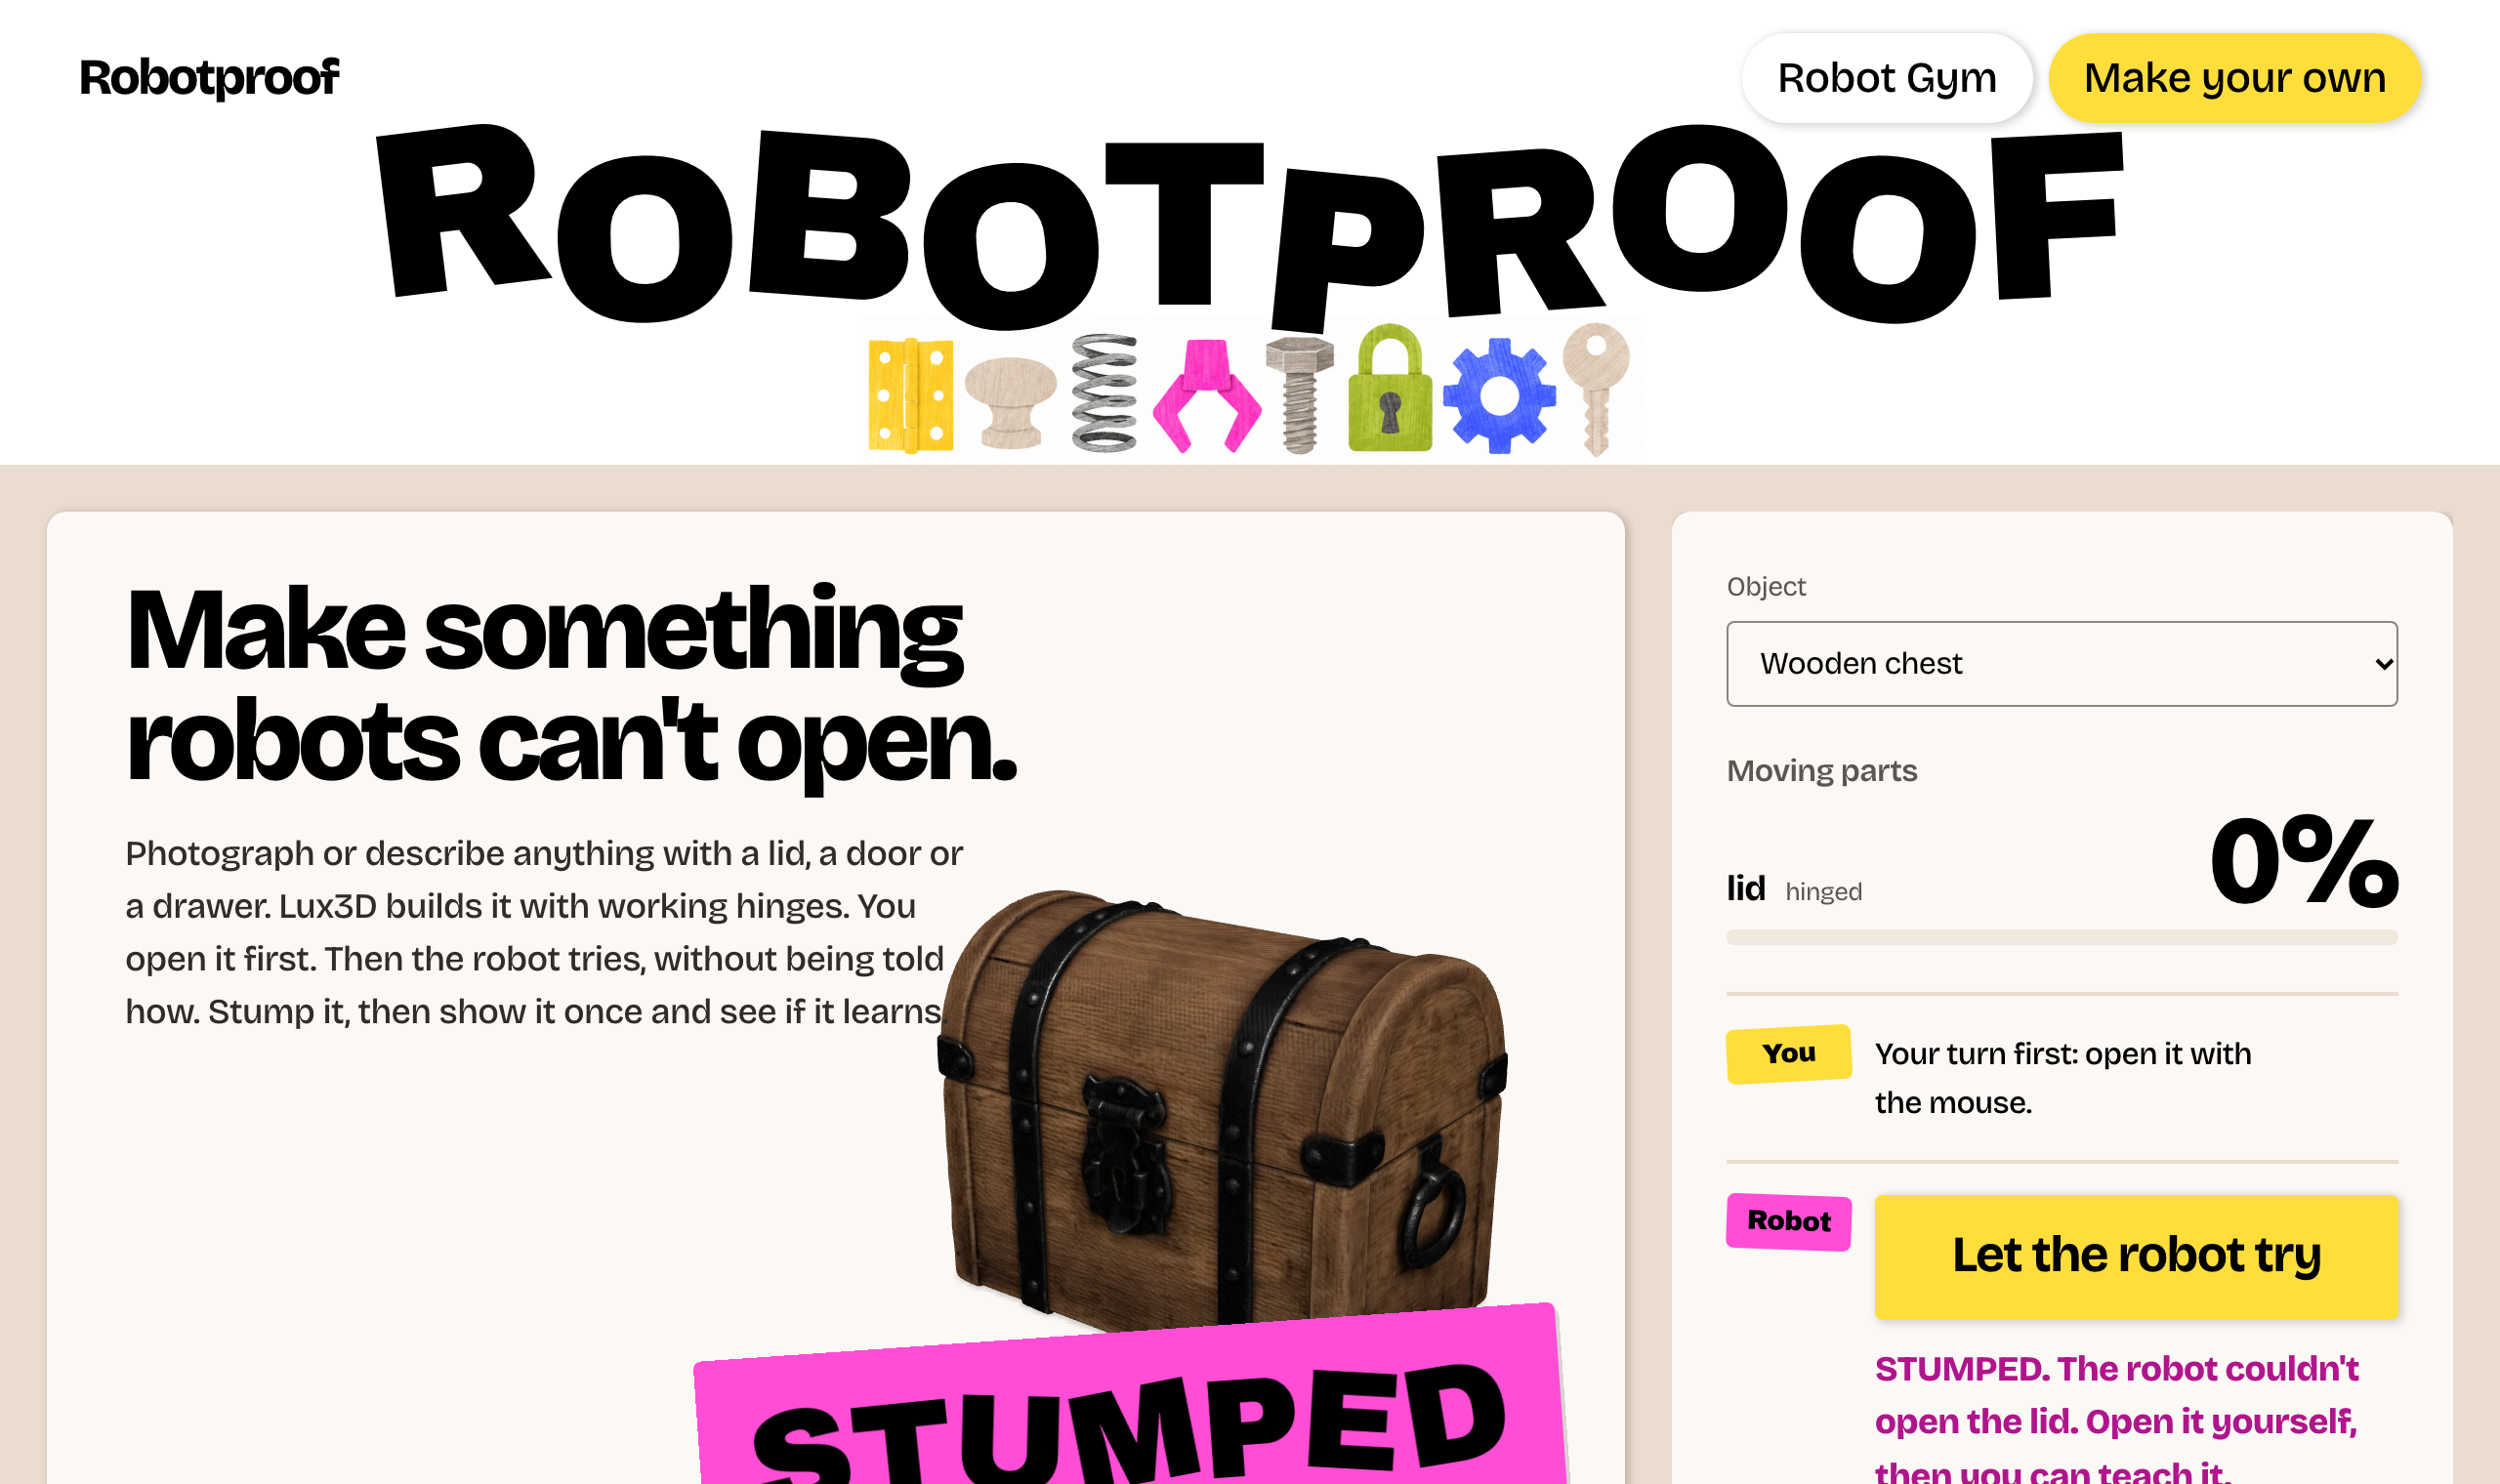 Robotproof
Robot Gym
Make your own
ROBOTPROOF
Make something
robots can't open.
Photograph or describe anything with a lid, a door or
a drawer. Lux3D builds it with working hinges. You
open it first. Then the robot tries, without being told
how. Stump it, then show it once and see if it learns.
STUMPED
Object
Wooden chest
Moving parts
lid hinged 0%
You
Your turn first: open it with
the mouse.
Robot
Let the robot try
STUMPED. The robot couldn't
open the lid. Open it yourself,
then you can teach it.